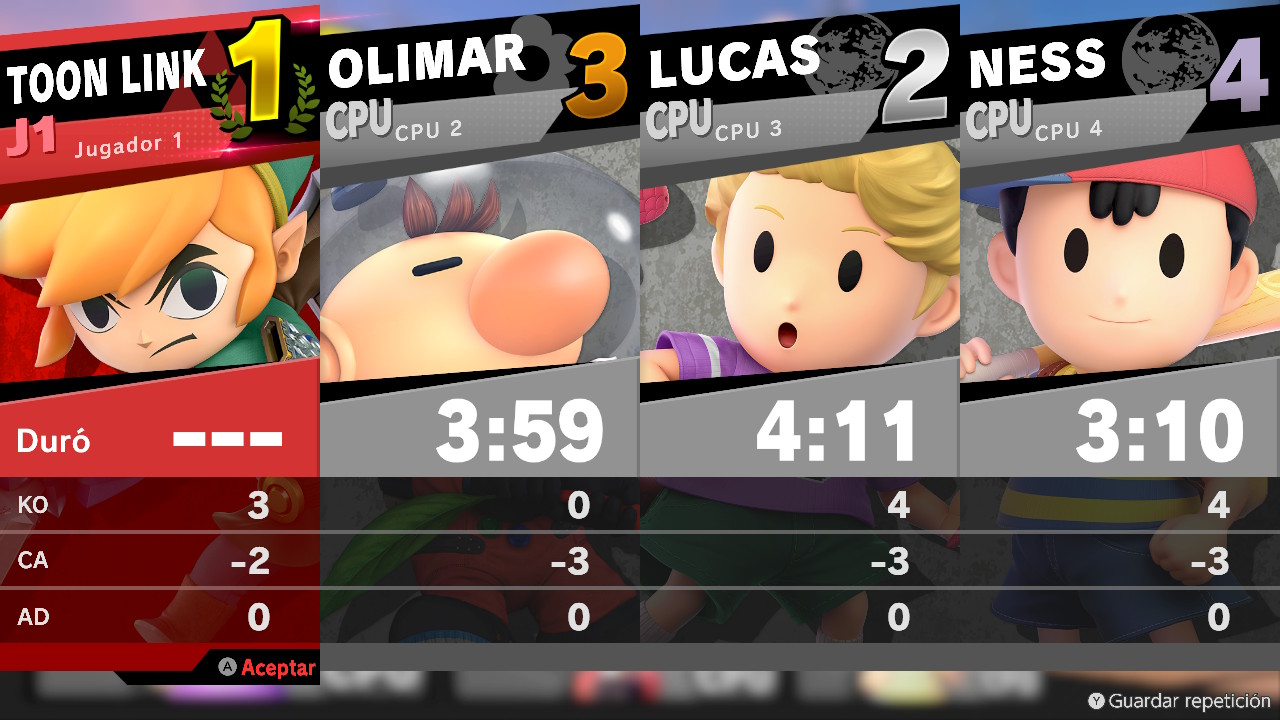 TOON LINK 1
J1 Jugador 1
OLIMAR 3
CPU CPU 2
LUCAS 2
CPU CPU 3
NESS 4
CPU CPU 4
Duró --- 3:59 4:11 3:10
KO 3 0 4 4
CA -2 -3 -3 -3
AD 0 0 0 0
A Aceptar
Y Guardar repetición